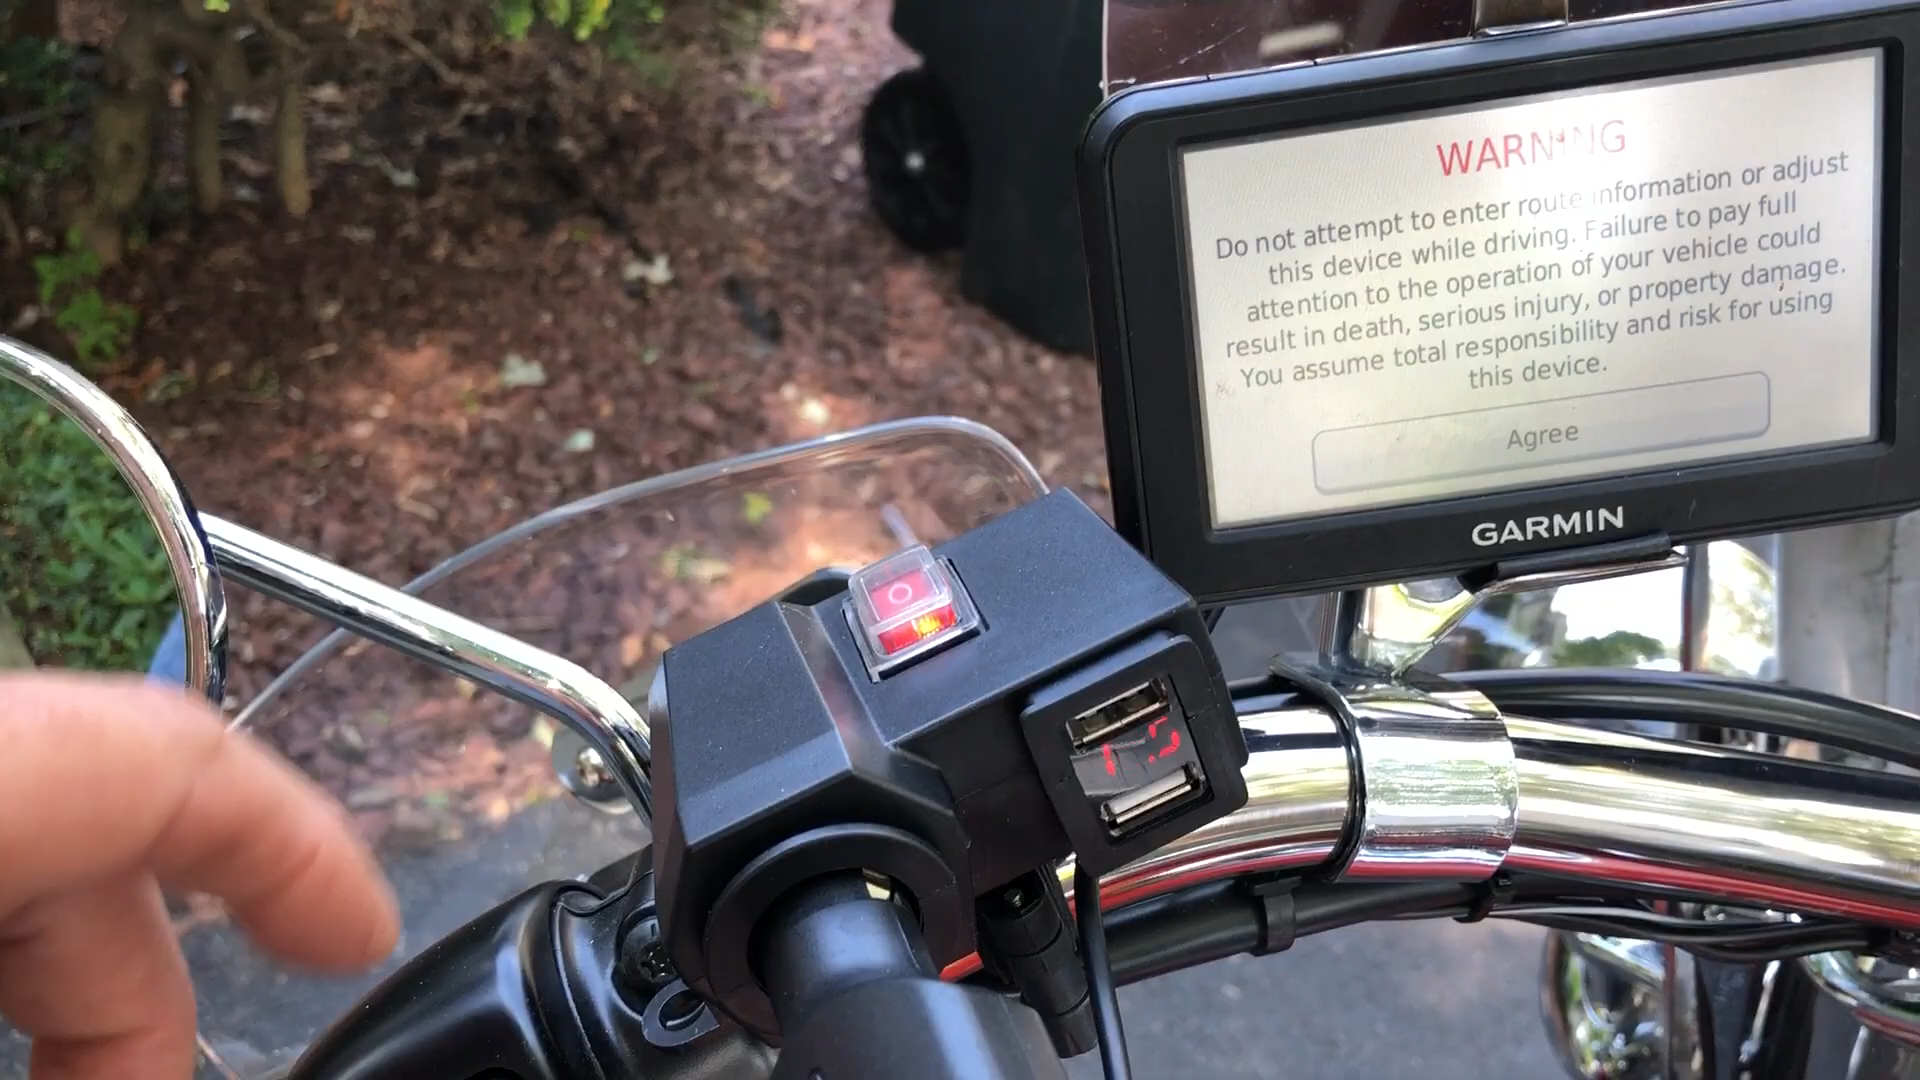 WARNING
Do not attempt to enter route information or adjust
this device while driving. Failure to pay full
attention to the operation of your vehicle could
result in death, serious injury, or property damage.
You assume total responsibility and risk for using
this device.
Agree
GARMIN